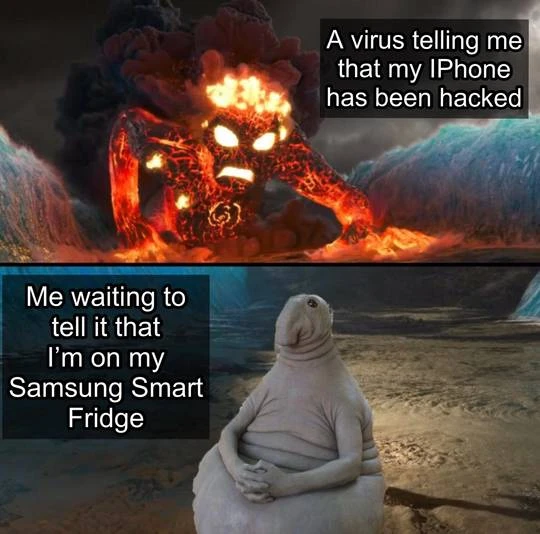 A virus telling me
that my IPhone
has been hacked
Me waiting to
tell it that
I'm on my
Samsung Smart
Fridge